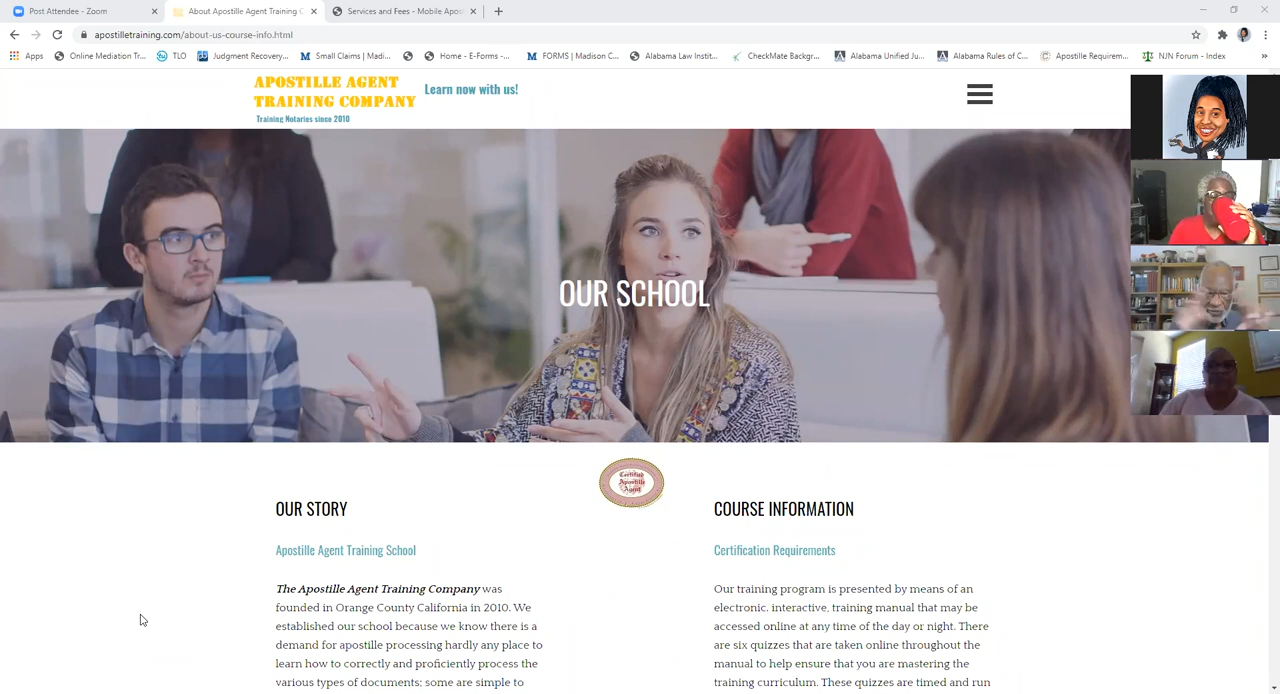 Post Attendee - Zoom
About Apostille Agent Training C
Services and Fees - Mobile Apos
apostilletraining.com/about-us-course-info.html
Apps
Online Mediation Tr...
TLO
Judgment Recovery...
Small Claims | Madi...
Home - E-Forms -...
FORMS | Madison C...
Alabama Law Instit...
CheckMate Backgr...
Alabama Unified Ju...
Alabama Rules of C...
Apostille Requirem...
NJN Forum - Index
APOSTILLE AGENT
TRAINING COMPANY
Training Notaries since 2010
Learn now with us!
OUR SCHOOL
Certified
Apostille
Agent
OUR STORY
Apostille Agent Training School
The Apostille Agent Training Company was
founded in Orange County California in 2010. We
established our school because we know there is a
demand for apostille processing hardly any place to
learn how to correctly and proficiently process the
various types of documents; some are simple to
COURSE INFORMATION
Certification Requirements
Our training program is presented by means of an
electronic. interactive, training manual that may be
accessed online at any time of the day or night. There
are six quizzes that are taken online throughout the
manual to help ensure that you are mastering the
training curriculum. These quizzes are timed and run